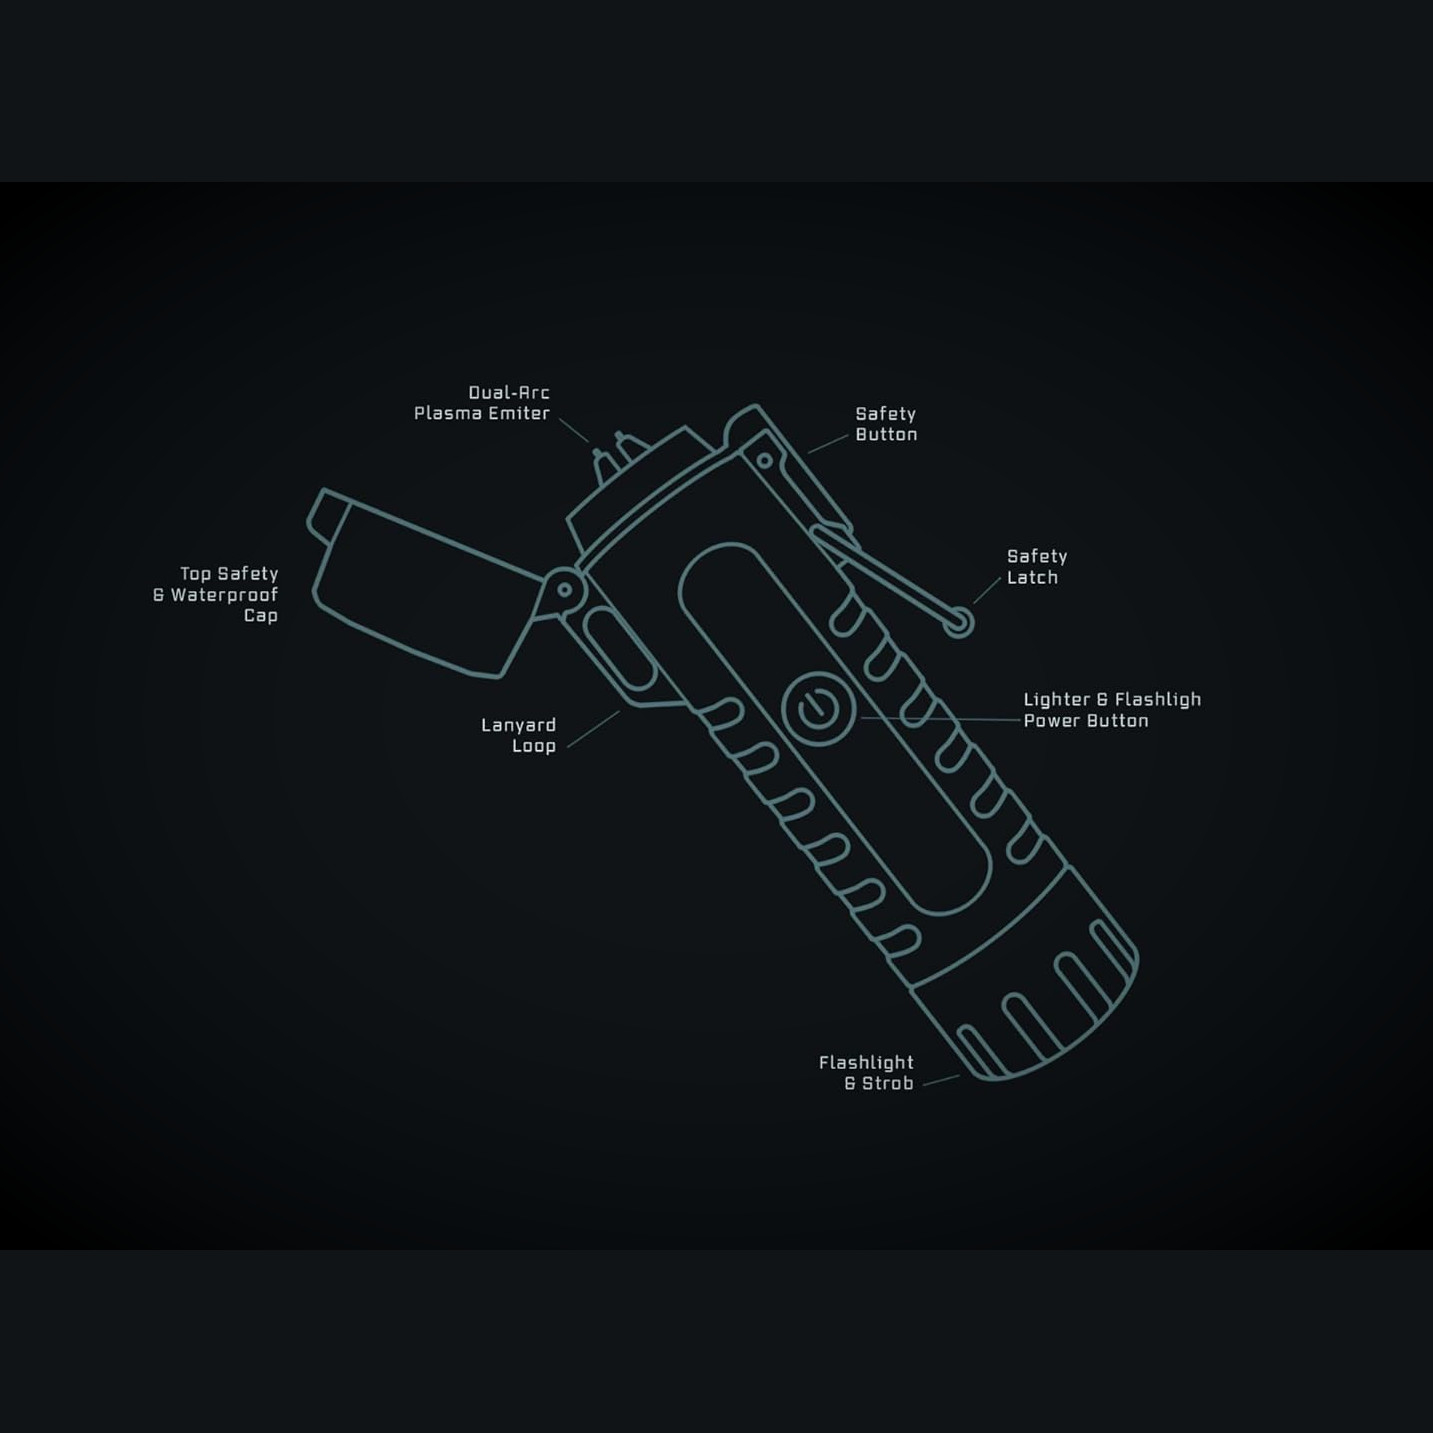 Dual-Arc
Plasma Emiter
Safety
Button
Safety
Latch
Top Safety
& Waterproof
Cap
Lighter & Flashligh
Power Button
Lanyard
Loop
Flashlight
& Strob